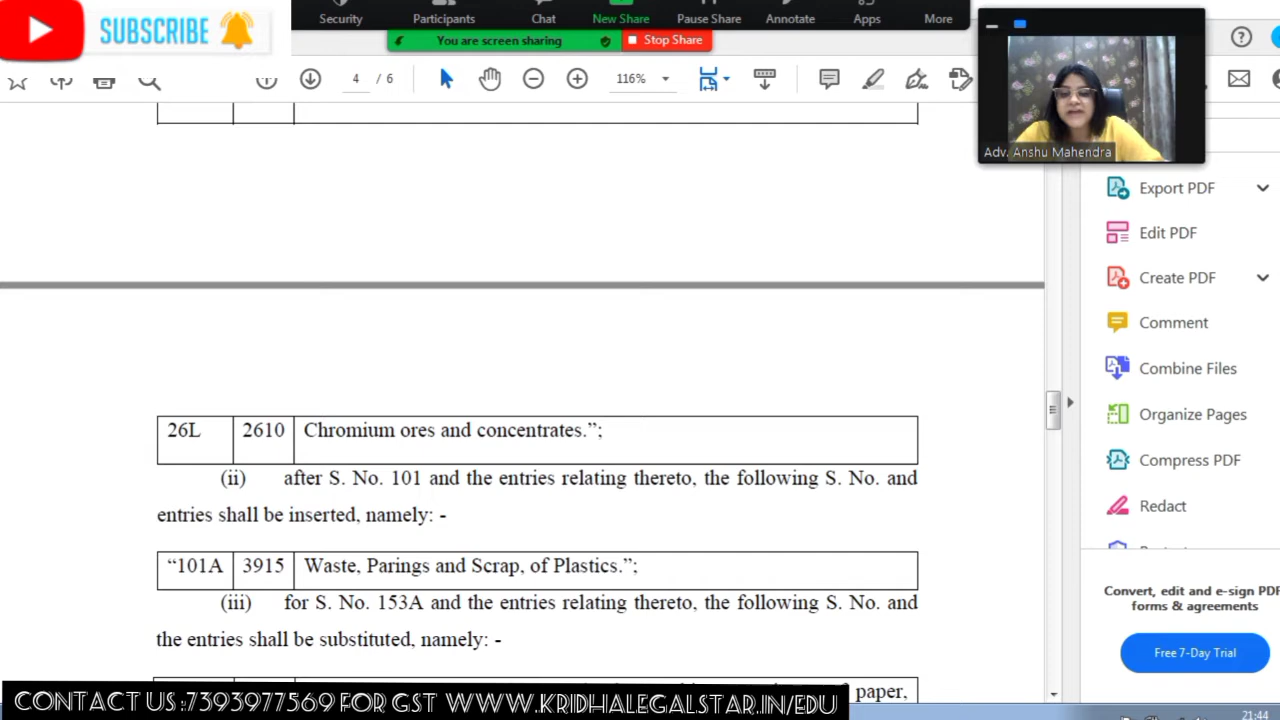 SUBSCRIBE
Security Participants Chat New Share Pause Share Annotate Apps More
You are screen sharing Stop Share
4 / 6 116%
Adv. Anshu Mahendra
Export PDF
Edit PDF
Create PDF
Comment
Combine Files
Organize Pages
Compress PDF
Redact
Convert, edit and e-sign PDF
forms & agreements
Free 7-Day Trial
26L 2610 Chromium ores and concentrates.”;
(ii) after S. No. 101 and the entries relating thereto, the following S. No. and
entries shall be inserted, namely: -
“101A 3915 Waste, Parings and Scrap, of Plastics.”;
(iii) for S. No. 153A and the entries relating thereto, the following S. No. and
the entries shall be substituted, namely: -
paper,
CONTACT US :7393977569 FOR GST WWW.KRIDHALEGALSTAR.IN/EDU
21:44